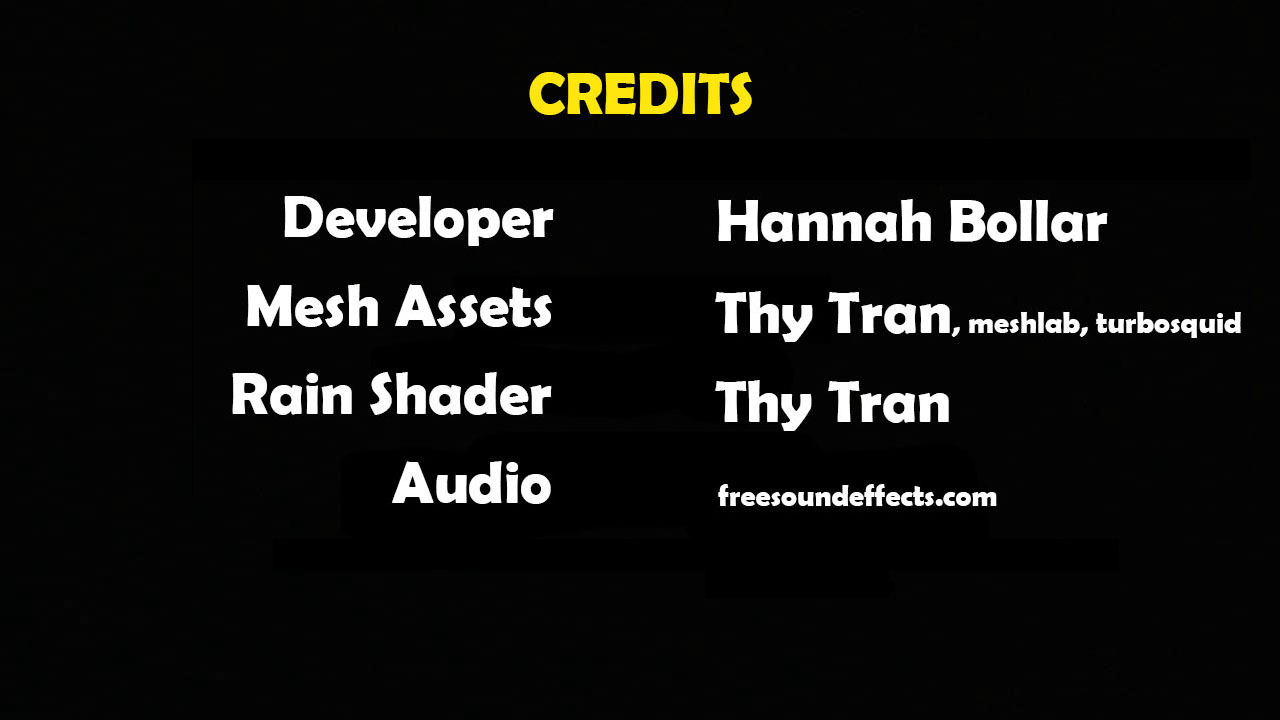 CREDITS
Developer Hannah Bollar
Mesh Assets Thy Tran, meshlab, turbosquid
Rain Shader Thy Tran
Audio freesoundeffects.com